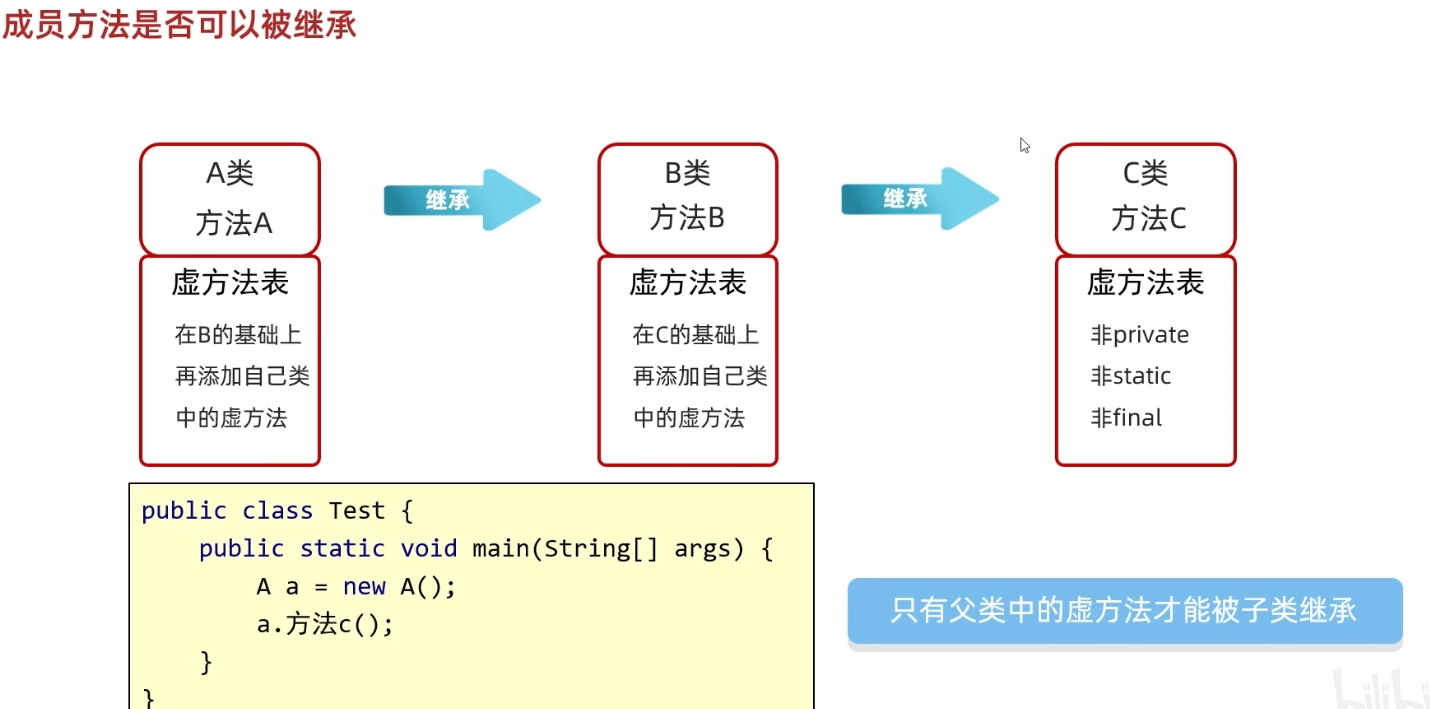 成员方法是否可以被继承
A类
方法A
虚方法表
在B的基础上
再添加自己类
中的虚方法
继承
B类
方法B
虚方法表
在C的基础上
再添加自己类
中的虚方法
继承
C类
方法C
虚方法表
非private
非static
非final
public class Test {
    public static void main(String[] args) {
        A a = new A();
        a.方法c();
    }
}
只有父类中的虚方法才能被子类继承
bilibi